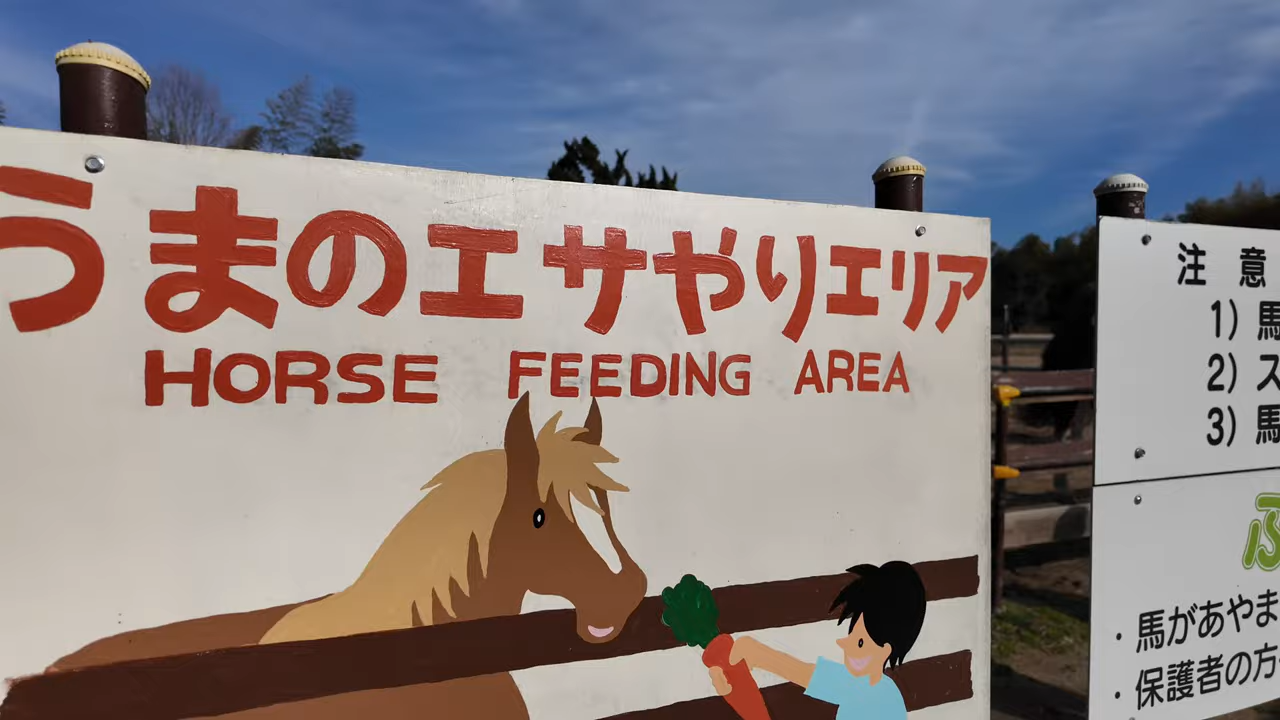 うまのエサやりエリア
HORSE FEEDING AREA
注 意
1) 馬
2) ス
3) 馬
ふ
・馬があやま
・保護者の方